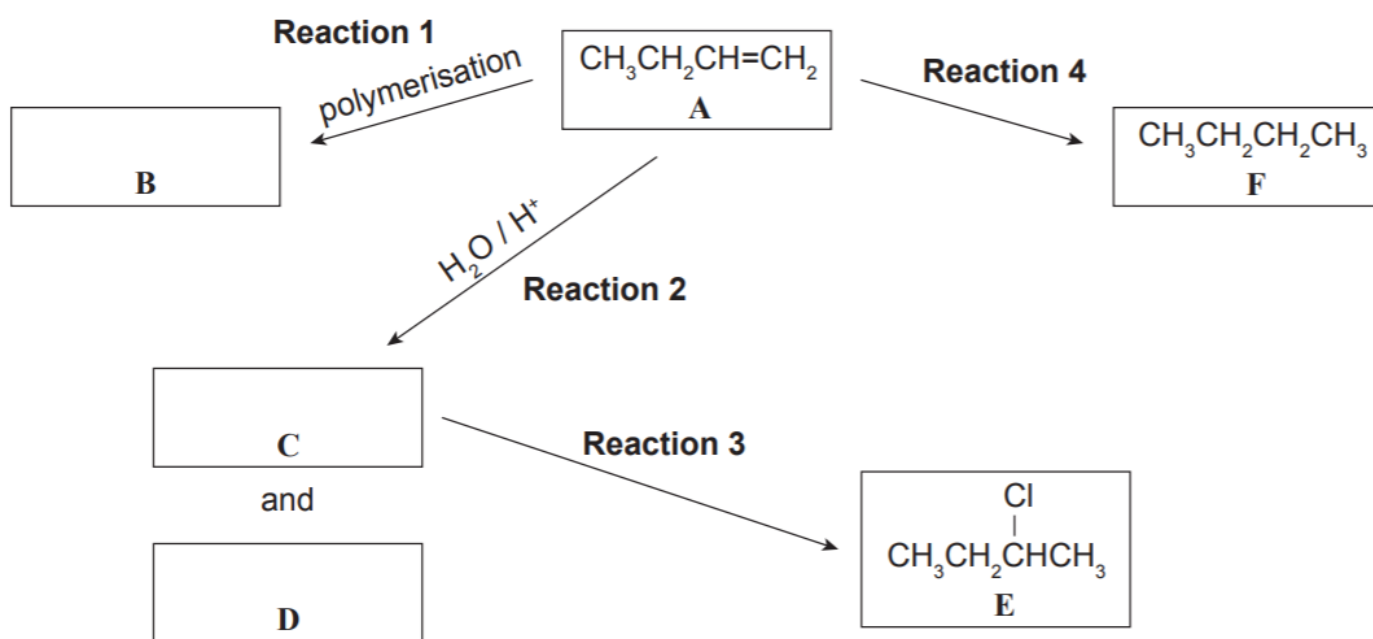 Reaction 1
polymerisation
CH₃CH₂CH=CH₂
A
Reaction 4
CH₃CH₂CH₂CH₃
F
B
H₂O / H⁺
Reaction 2
C
Reaction 3
and
Cl
CH₃CH₂CHCH₃
E
D